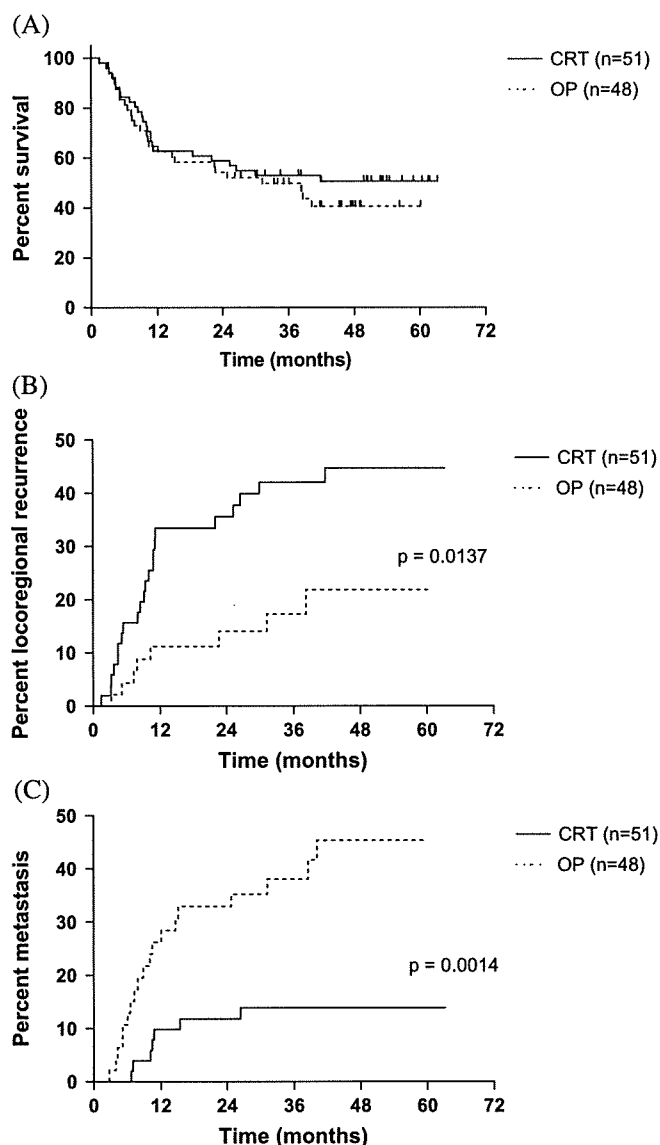 (A)
Percent survival
100
80
60
40
20
0
0 12 24 36 48 60 72
Time (months)
CRT (n=51)
OP (n=48)
(B)
Percent locoregional recurrence
50
40
30
20
10
0
0 12 24 36 48 60 72
Time (months)
CRT (n=51)
OP (n=48)
p = 0.0137
(C)
Percent metastasis
50
40
30
20
10
0
0 12 24 36 48 60 72
Time (months)
CRT (n=51)
OP (n=48)
p = 0.0014